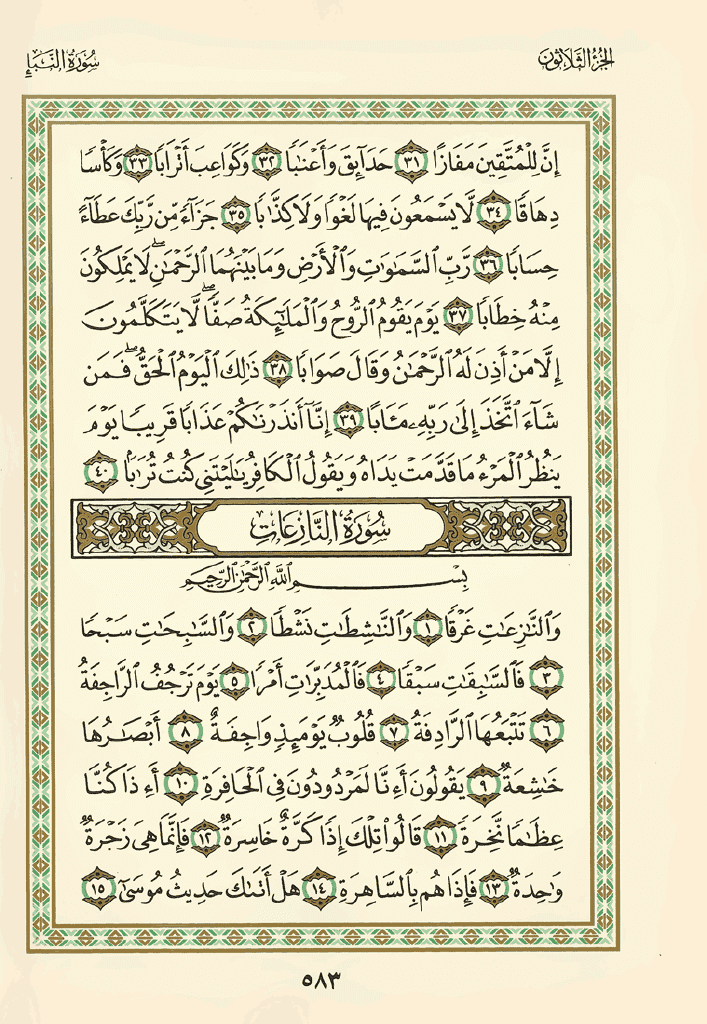 الجزء الثلاثون
سورة النبإ
إِنَّ لِلْمُتَّقِينَ مَفَازًا ٣١ حَدَآئِقَ وَأَعْنَٰبًا ٣٢ وَكَوَاعِبَ أَتْرَابًا ٣٣ وَكَأْسًا
دِهَاقًا ٣٤ لَّا يَسْمَعُونَ فِيهَا لَغْوًا وَلَا كِذَّٰبًا ٣٥ جَزَآءً مِّن رَّبِّكَ عَطَآءً
حِسَابًا ٣٦ رَّبِّ ٱلسَّمَٰوَٰتِ وَٱلْأَرْضِ وَمَا بَيْنَهُمَا ٱلرَّحْمَٰنِ ۖ لَا يَمْلِكُونَ
مِنْهُ خِطَابًا ٣٧ يَوْمَ يَقُومُ ٱلرُّوحُ وَٱلْمَلَٰٓئِكَةُ صَفًّا ۖ لَّا يَتَكَلَّمُونَ
إِلَّا مَنْ أَذِنَ لَهُ ٱلرَّحْمَٰنُ وَقَالَ صَوَابًا ٣٨ ذَٰلِكَ ٱلْيَوْمُ ٱلْحَقُّ ۖ فَمَن
شَآءَ ٱتَّخَذَ إِلَىٰ رَبِّهِۦ مَـَٔابًا ٣٩ إِنَّآ أَنذَرْنَٰكُمْ عَذَابًا قَرِيبًا يَوْمَ
يَنظُرُ ٱلْمَرْءُ مَا قَدَّمَتْ يَدَاهُ وَيَقُولُ ٱلْكَافِرُ يَٰلَيْتَنِى كُنتُ تُرَٰبًۢا ٤٠
سُورَةُ النَّازِعَاتِ
بِسْمِ ٱللَّهِ ٱلرَّحْمَٰنِ ٱلرَّحِيمِ
وَٱلنَّٰزِعَٰتِ غَرْقًا ١ وَٱلنَّٰشِطَٰتِ نَشْطًا ٢ وَٱلسَّٰبِحَٰتِ سَبْحًا
٣ فَٱلسَّٰبِقَٰتِ سَبْقًا ٤ فَٱلْمُدَبِّرَٰتِ أَمْرًا ٥ يَوْمَ تَرْجُفُ ٱلرَّاجِفَةُ
٦ تَتْبَعُهَا ٱلرَّادِفَةُ ٧ قُلُوبٌ يَوْمَئِذٍ وَاجِفَةٌ ٨ أَبْصَٰرُهَا
خَٰشِعَةٌ ٩ يَقُولُونَ أَءِنَّا لَمَرْدُودُونَ فِى ٱلْحَافِرَةِ ١٠ أَءِذَا كُنَّا
عِظَٰمًا نَّخِرَةً ١١ قَالُوا۟ تِلْكَ إِذًا كَرَّةٌ خَاسِرَةٌ ١٢ فَإِنَّمَا هِىَ زَجْرَةٌ
وَٰحِدَةٌ ١٣ فَإِذَا هُم بِٱلسَّاهِرَةِ ١٤ هَلْ أَتَىٰكَ حَدِيثُ مُوسَىٰٓ ١٥
٥٨٣